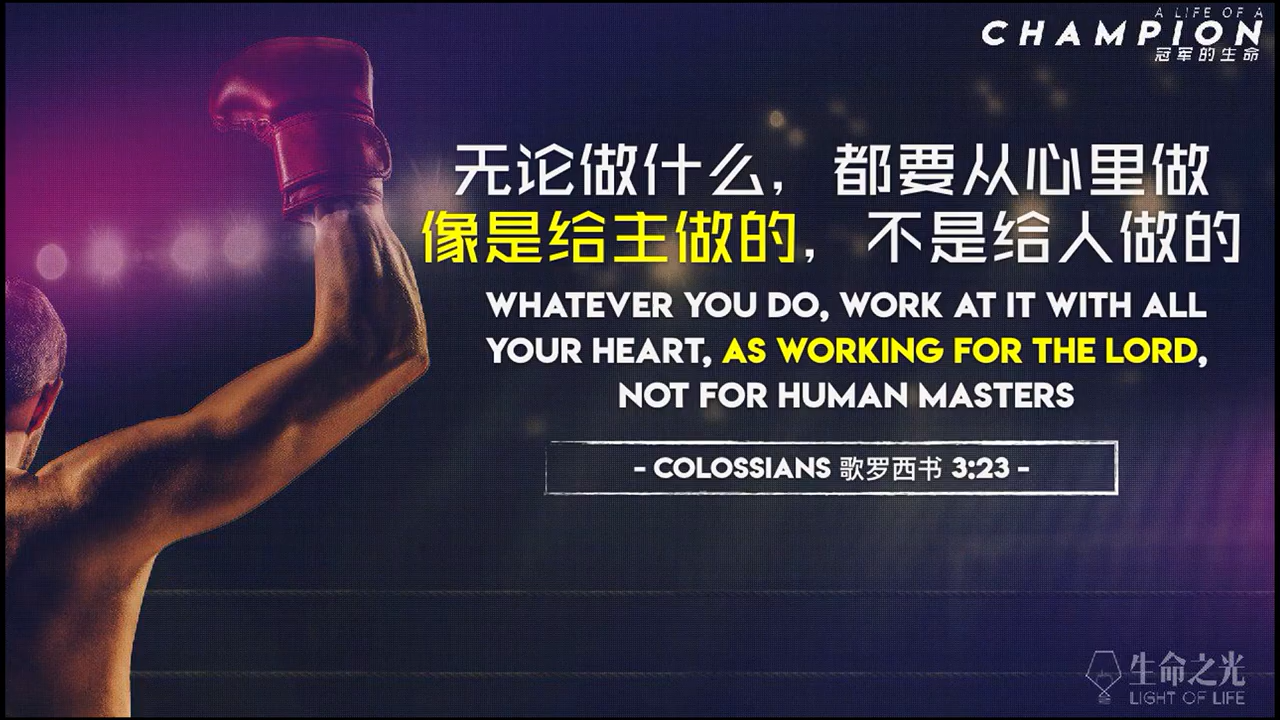 A LIFE OF A
CHAMPION
冠军的生命
无论做什么，都要从心里做
像是给主做的，不是给人做的
WHATEVER YOU DO, WORK AT IT WITH ALL
YOUR HEART, AS WORKING FOR THE LORD,
NOT FOR HUMAN MASTERS
- COLOSSIANS 歌罗西书 3:23 -
生命之光
LIGHT OF LIFE